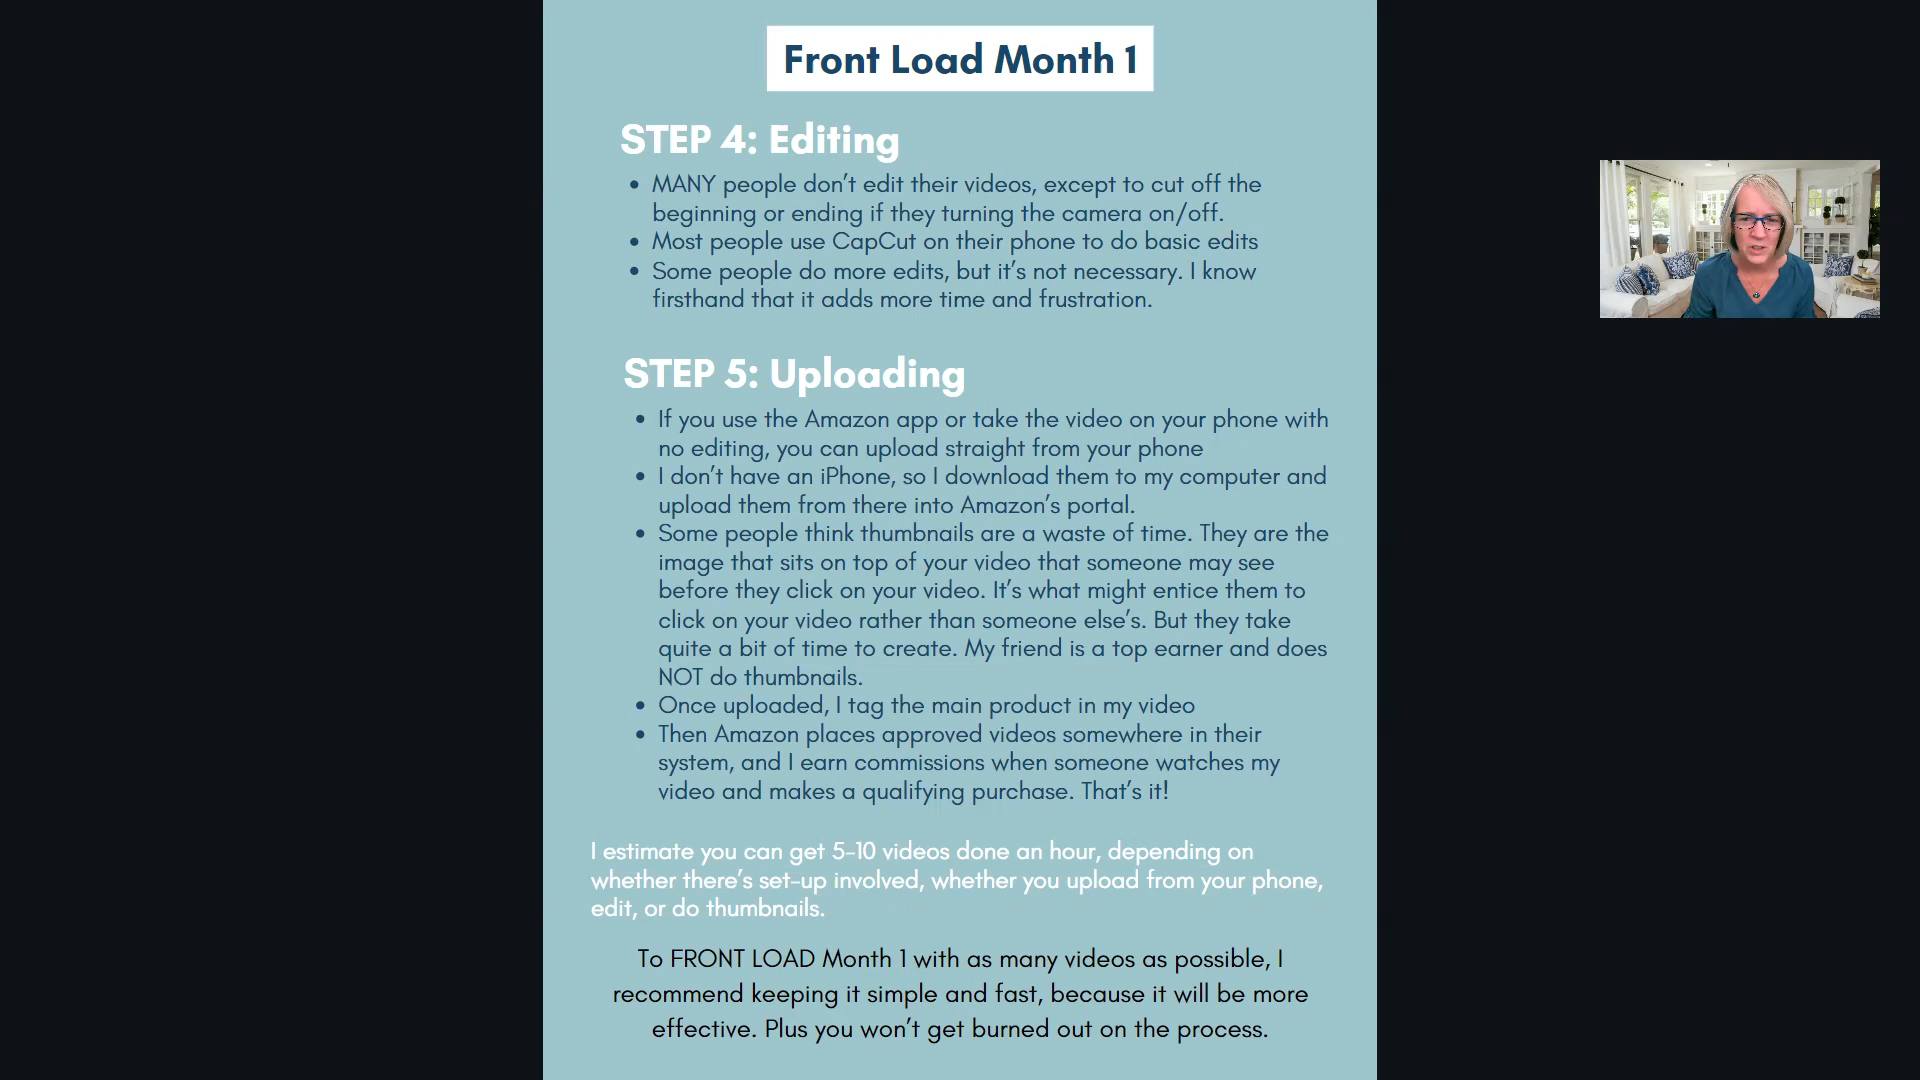 Front Load Month 1
STEP 4: Editing
• MANY people don't edit their videos, except to cut off the
beginning or ending if they turning the camera on/off.
• Most people use CapCut on their phone to do basic edits
• Some people do more edits, but it's not necessary. I know
firsthand that it adds more time and frustration.
STEP 5: Uploading
• If you use the Amazon app or take the video on your phone with
no editing, you can upload straight from your phone
• I don't have an iPhone, so I download them to my computer and
upload them from there into Amazon's portal.
• Some people think thumbnails are a waste of time. They are the
image that sits on top of your video that someone may see
before they click on your video. It's what might entice them to
click on your video rather than someone else's. But they take
quite a bit of time to create. My friend is a top earner and does
NOT do thumbnails.
• Once uploaded, I tag the main product in my video
• Then Amazon places approved videos somewhere in their
system, and I earn commissions when someone watches my
video and makes a qualifying purchase. That's it!
I estimate you can get 5-10 videos done an hour, depending on
whether there's set-up involved, whether you upload from your phone,
edit, or do thumbnails.
To FRONT LOAD Month 1 with as many videos as possible, I
recommend keeping it simple and fast, because it will be more
effective. Plus you won't get burned out on the process.